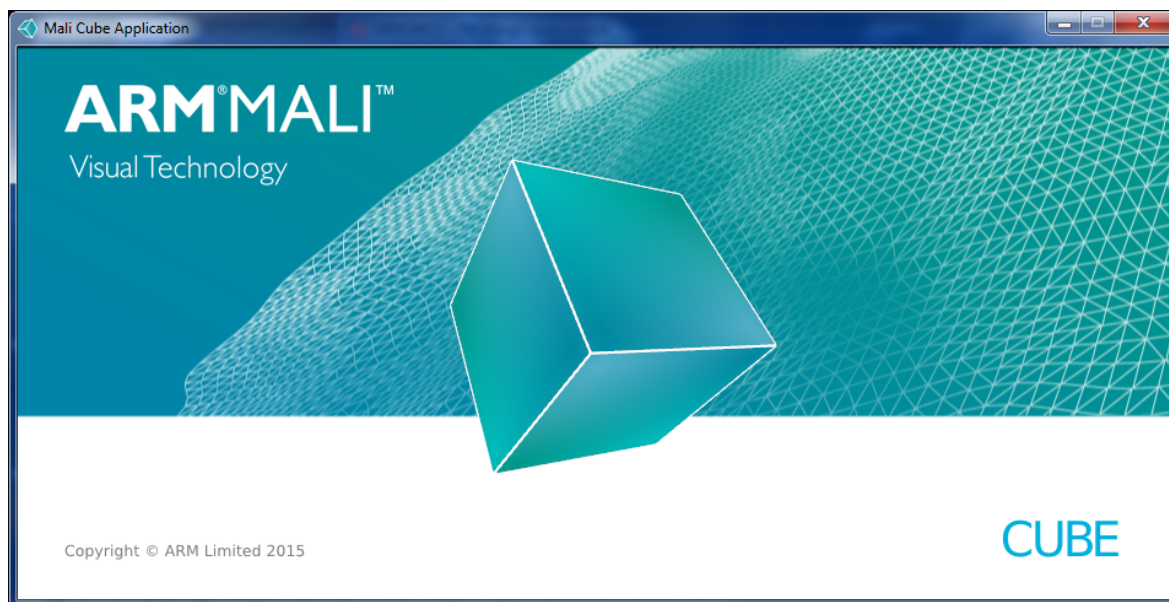 Mali Cube Application
ARM®MALI™
Visual Technology
Copyright © ARM Limited 2015
CUBE